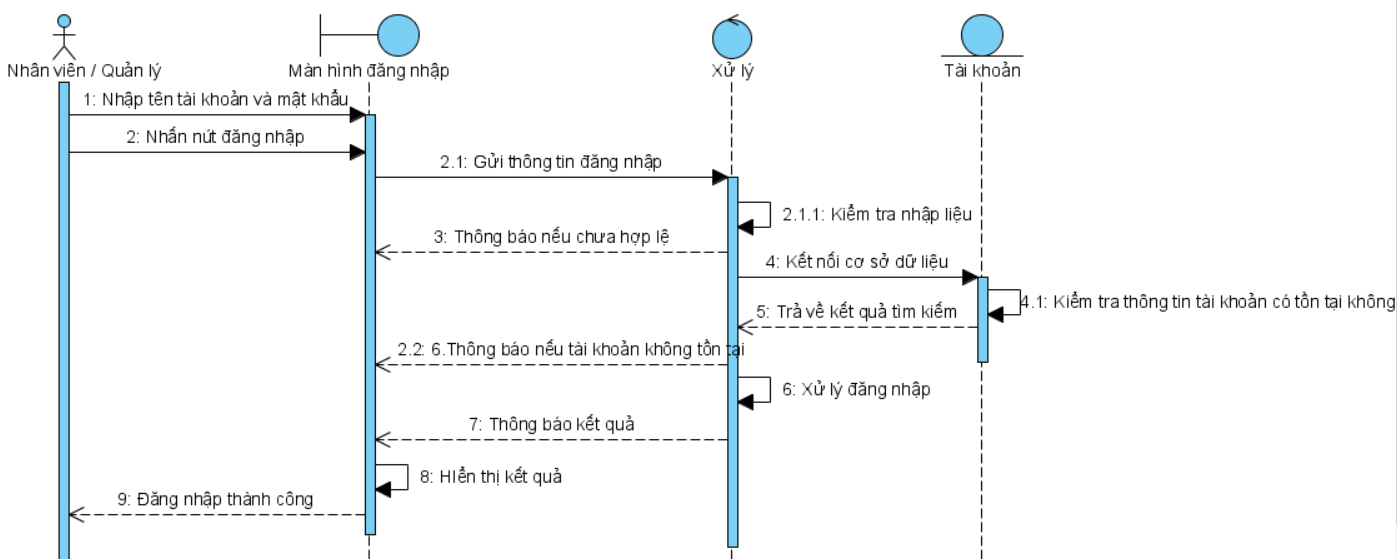 Nhân viên / Quản lý
Màn hình đăng nhập
Xử lý
Tài khoản
1: Nhập tên tài khoản và mật khẩu
2: Nhấn nút đăng nhập
2.1: Gửi thông tin đăng nhập
2.1.1: Kiểm tra nhập liệu
3: Thông báo nếu chưa hợp lệ
4: Kết nối cơ sở dữ liệu
4.1: Kiểm tra thông tin tài khoản có tồn tại không
5: Trả về kết quả tìm kiếm
2.2: 6.Thông báo nếu tài khoản không tồn tại
6: Xử lý đăng nhập
7: Thông báo kết quả
8: HIển thị kết quả
9: Đăng nhập thành công